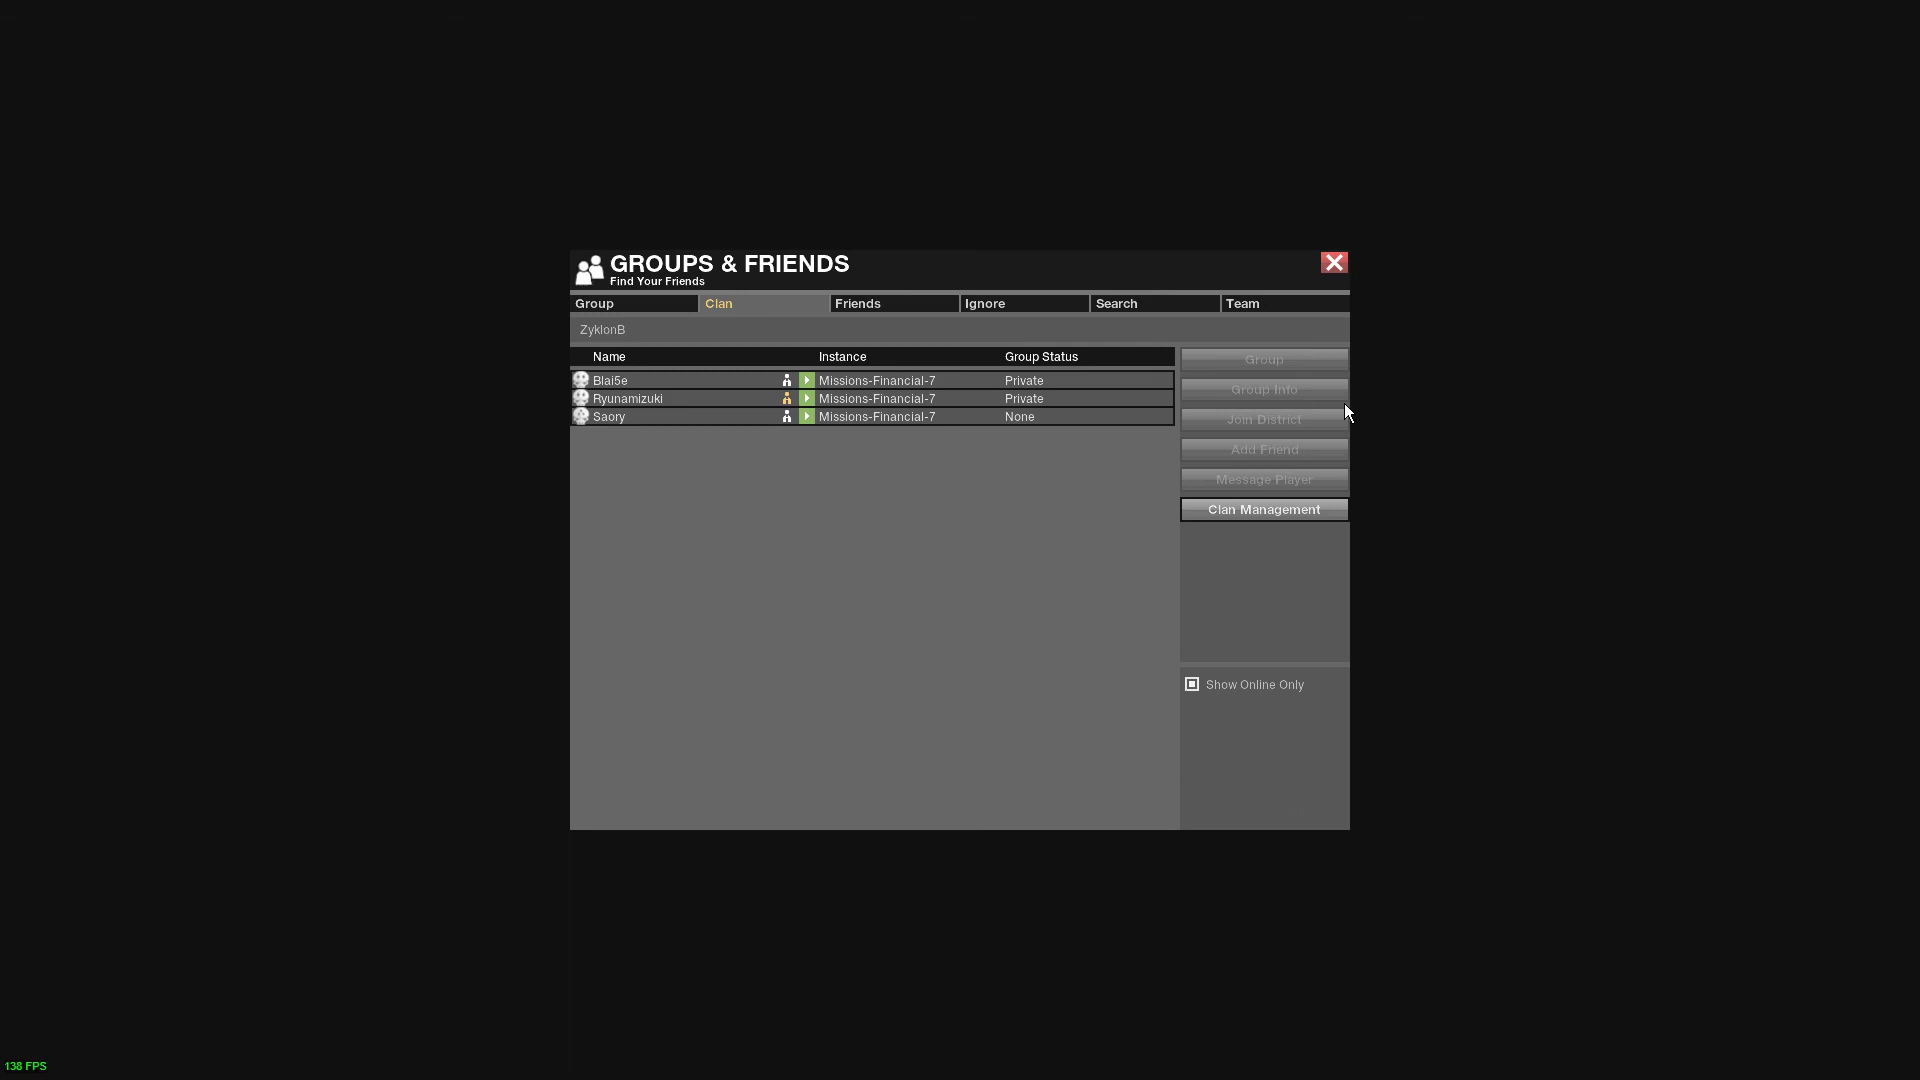 GROUPS & FRIENDS
Find Your Friends
Group Clan Friends Ignore Search Team
ZyklonB
Name Instance Group Status
Blai5e Missions-Financial-7 Private
Ryunamizuki Missions-Financial-7 Private
Saory Missions-Financial-7 None
Group
Group Info
Join District
Add Friend
Message Player
Clan Management
Show Online Only
138 FPS